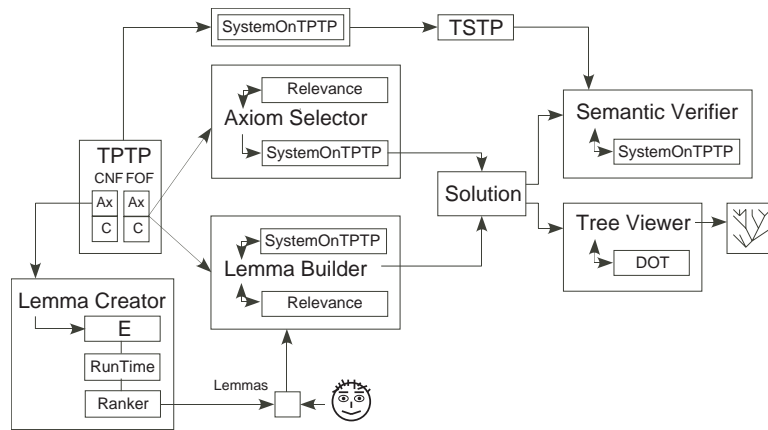 SystemOnTPTP
TSTP
Relevance
Axiom Selector
SystemOnTPTP
Semantic Verifier
SystemOnTPTP
TPTP
CNF FOF
Ax Ax
C C
Solution
SystemOnTPTP
Lemma Builder
Relevance
Tree Viewer
DOT
Lemma Creator
E
RunTime
Ranker
Lemmas